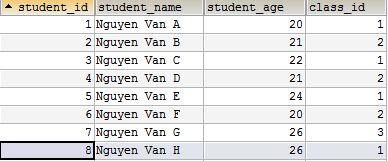 student_id student_name student_age class_id
1 Nguyen Van A 20 1
2 Nguyen Van B 21 2
3 Nguyen Van C 22 1
4 Nguyen Van D 21 2
5 Nguyen Van E 24 1
6 Nguyen Van F 20 2
7 Nguyen Van G 26 3
8 Nguyen Van H 26 1